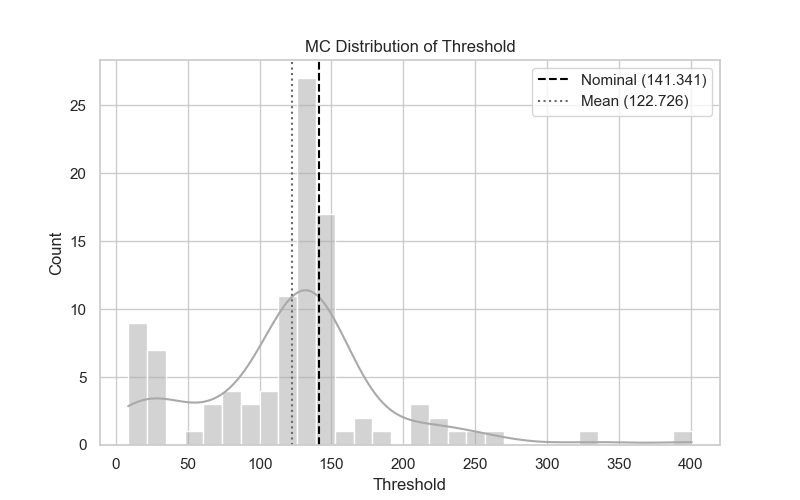 MC Distribution of Threshold
Nominal (141.341)
Mean (122.726)
Count
25
20
15
10
5
0
0 50 100 150 200 250 300 350 400
Threshold